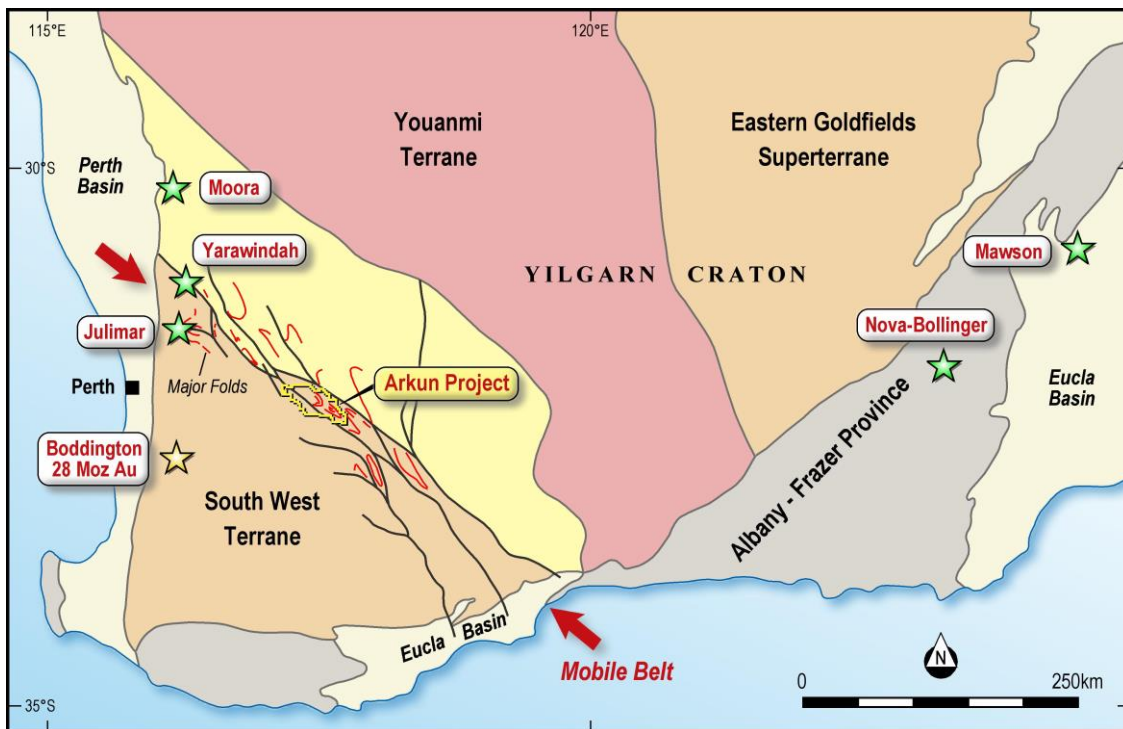 115°E
120°E
Youanmi
Terrane
Eastern Goldfields
Superterrane
Perth
Basin
30°S
Moora
Yarawindah
Mawson
YILGARN CRATON
Julimar
Nova-Bollinger
Major Folds
Perth
Arkun Project
Eucla
Basin
Boddington
28 Moz Au
Albany - Frazer Province
South West
Terrane
Eucla Basin
Mobile Belt
N
0 250km
35°S